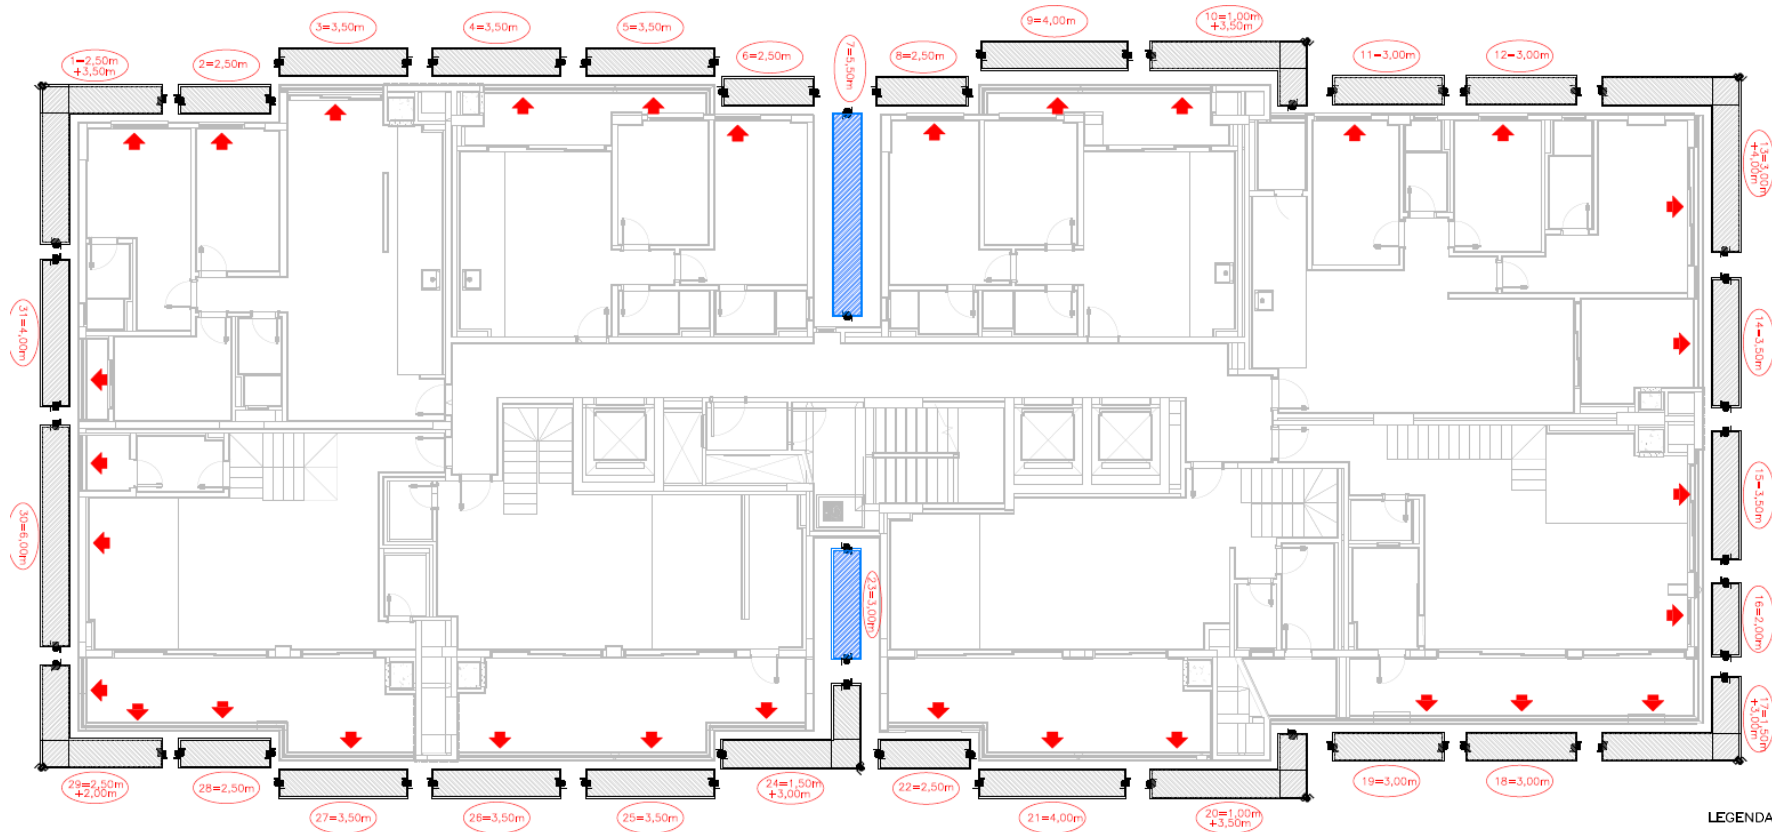 1=2,50m
+3,50m
2=2,50m
3=3,50m
4=3,50m
5=3,50m
6=2,50m
7=5,50m
8=2,50m
9=4,00m
10=1,00m
+3,50m
11=3,00m
12=3,00m
13=3,00m
+4,00m
14=3,50m
15=3,50m
16=2,00m
17=1,50m
+3,00m
18=3,00m
19=3,00m
20=1,00m
+3,50m
21=4,00m
22=2,50m
23=3,00m
24=1,50m
+3,00m
25=3,50m
26=3,50m
27=3,50m
28=2,50m
29=2,50m
+2,00m
30=6,00m
31=4,00m
LEGENDA